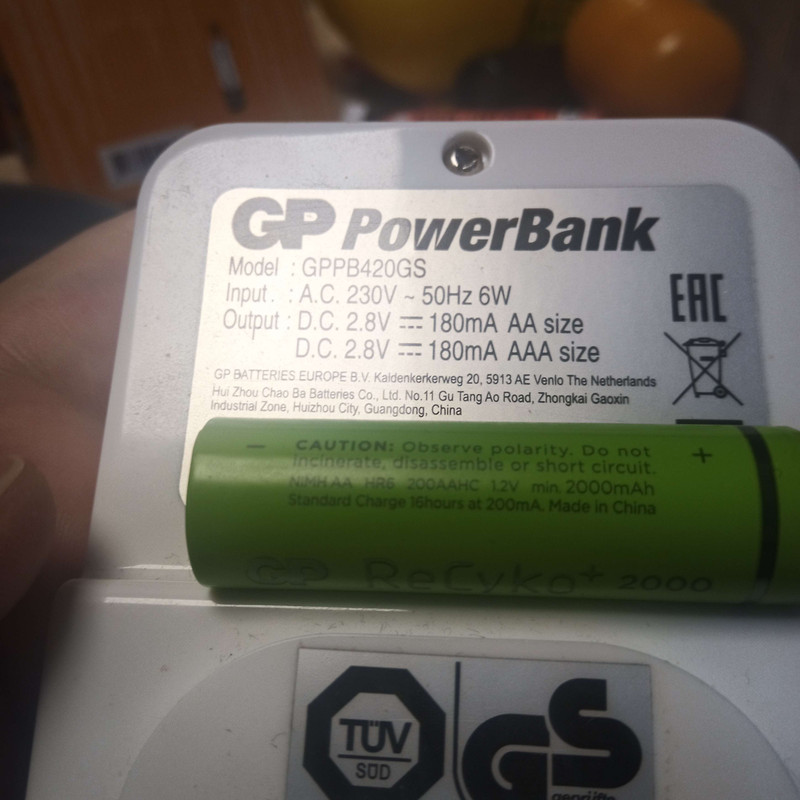 GP PowerBank
Model : GPPB420GS
Input. : A.C. 230V ~ 50Hz 6W
Output : D.C. 2.8V ⎓ 180mA AA size
D.C. 2.8V ⎓ 180mA AAA size
EAC
GP BATTERIES EUROPE B.V. Kaldenkerkerweg 20, 5913 AE Venlo The Netherlands
Hui Zhou Chao Ba Batteries Co., Ltd. No.11 Gu Tang Ao Road, Zhongkai Gaoxin
Industrial Zone, Huizhou City, Guangdong, China
− CAUTION: Observe polarity. Do not +
incinerate, disassemble or short circuit.
NiMH AA HR6 200AAHC 1.2V min. 2000mAh
Standard Charge 16hours at 200mA. Made in China
GP ReCyko+ 2000
TÜV
SÜD
GS
geprüfte